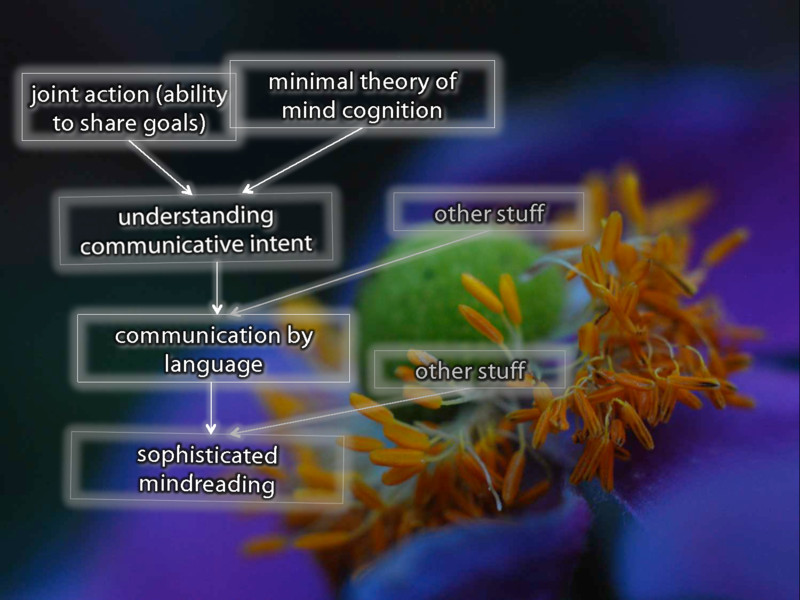 joint action (ability
to share goals)
minimal theory of
mind cognition
understanding
communicative intent
other stuff
communication by
language
other stuff
sophisticated
mindreading